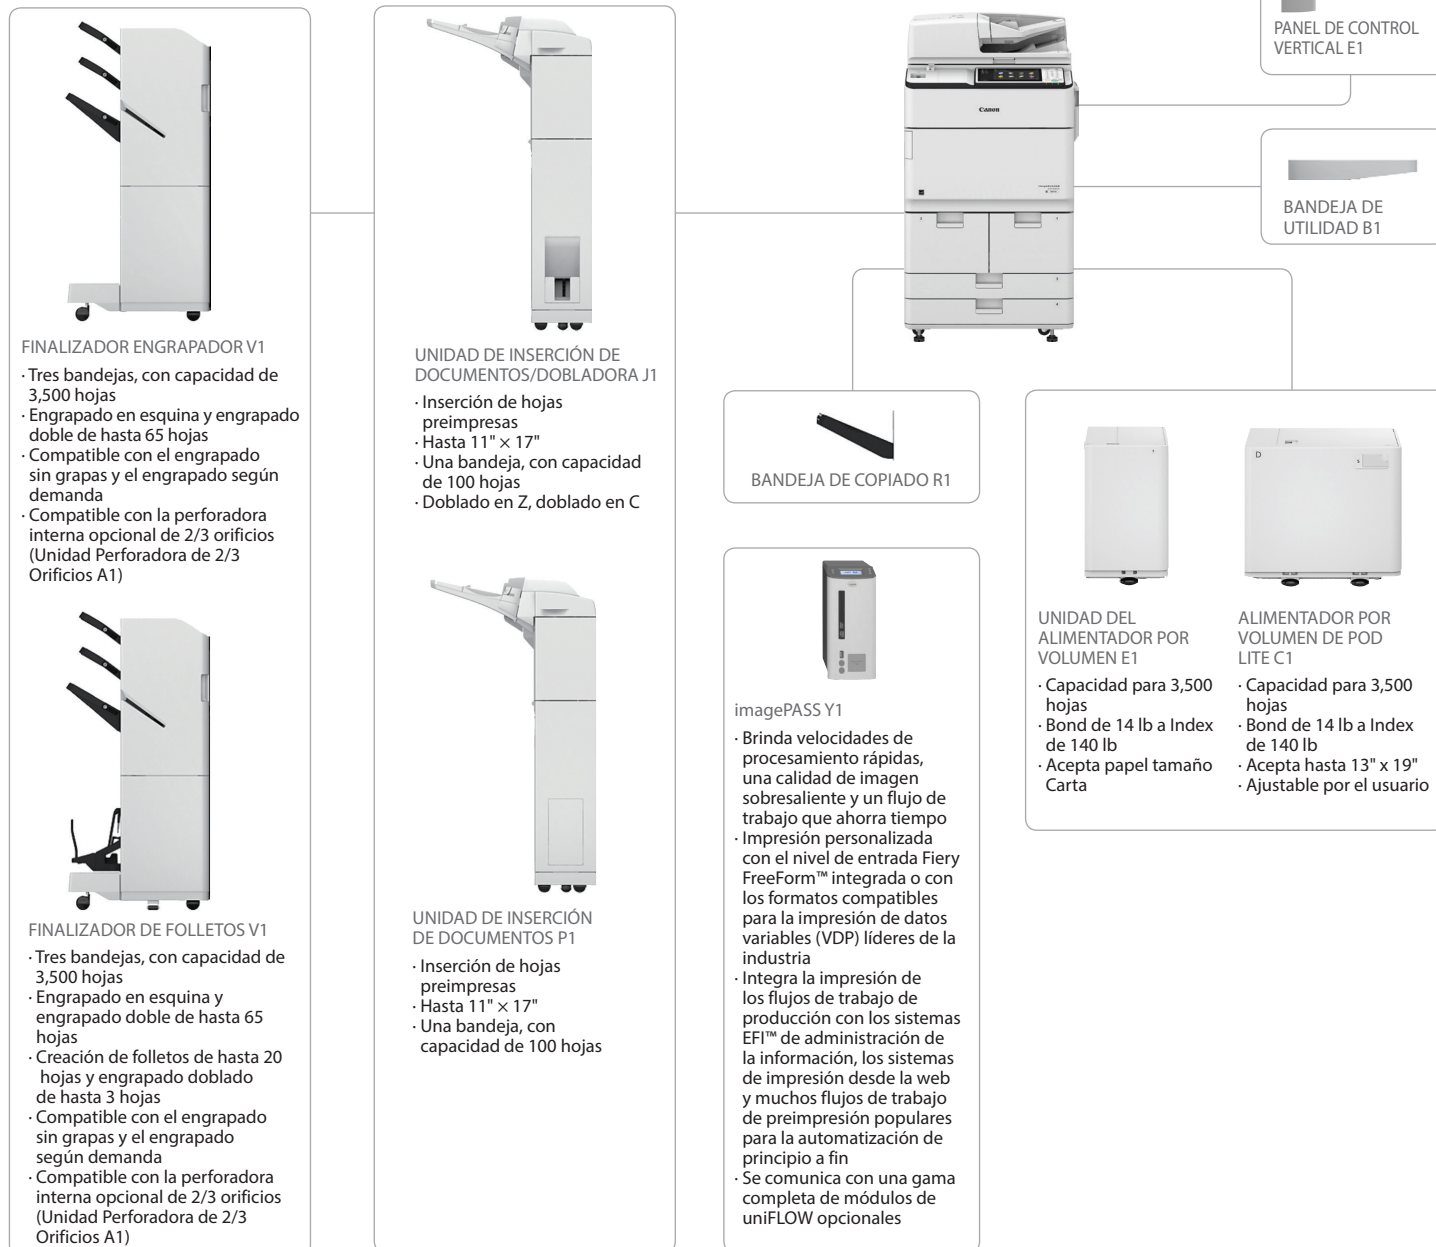 FINALIZADOR ENGRAPADOR V1
· Tres bandejas, con capacidad de
3,500 hojas
· Engrapado en esquina y engrapado
doble de hasta 65 hojas
· Compatible con el engrapado
sin grapas y el engrapado según
demanda
· Compatible con la perforadora
interna opcional de 2/3 orificios
(Unidad Perforadora de 2/3
Orificios A1)
FINALIZADOR DE FOLLETOS V1
· Tres bandejas, con capacidad de
3,500 hojas
· Engrapado en esquina y
engrapado doble de hasta 65
hojas
· Creación de folletos de hasta 20
hojas y engrapado doblado
de hasta 3 hojas
· Compatible con el engrapado
sin grapas y el engrapado
según demanda
· Compatible con la perforadora
interna opcional de 2/3 orificios
(Unidad Perforadora de 2/3
Orificios A1)
UNIDAD DE INSERCIÓN DE
DOCUMENTOS/DOBLADORA J1
· Inserción de hojas
preimpresas
· Hasta 11" × 17"
· Una bandeja, con capacidad
de 100 hojas
· Doblado en Z, doblado en C
UNIDAD DE INSERCIÓN
DE DOCUMENTOS P1
· Inserción de hojas
preimpresas
· Hasta 11" × 17"
· Una bandeja, con
capacidad de 100 hojas
Canon
PANEL DE CONTROL
VERTICAL E1
BANDEJA DE
UTILIDAD B1
BANDEJA DE COPIADO R1
imagePASS Y1
· Brinda velocidades de
procesamiento rápidas,
una calidad de imagen
sobresaliente y un flujo de
trabajo que ahorra tiempo
· Impresión personalizada
con el nivel de entrada Fiery
FreeForm™ integrada o con
los formatos compatibles
para la impresión de datos
variables (VDP) líderes de la
industria
· Integra la impresión de
los flujos de trabajo de
producción con los sistemas
EFI™ de administración de
la información, los sistemas
de impresión desde la web
y muchos flujos de trabajo
de preimpresión populares
para la automatización de
principio a fin
· Se comunica con una gama
completa de módulos de
uniFLOW opcionales
UNIDAD DEL
ALIMENTADOR POR
VOLUMEN E1
· Capacidad para 3,500
hojas
· Bond de 14 lb a Index
de 140 lb
· Acepta papel tamaño
Carta
D
ALIMENTADOR POR
VOLUMEN DE POD
LITE C1
· Capacidad para 3,500
hojas
· Bond de 14 lb a Index
de 140 lb
· Acepta hasta 13" x 19"
· Ajustable por el usuario